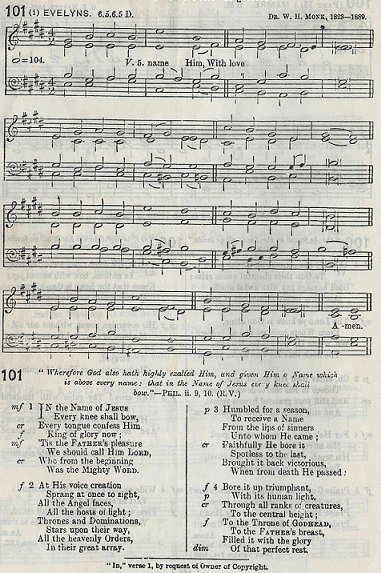 101 (1) EVELYNS. 6.5.6.5 D. DR. W. H. MONK, 1823—1889.
=104. V. 5. name Him, With love
A-men.
101 "Wherefore God also hath highly exalted Him, and given Him a Name which
is above every name: that in the Name of Jesus every knee shall
bow."—PHIL. ii. 9, 10. (R.V.)
mf 1 IN the Name of JESUS
Every knee shall bow,
cr Every tongue confess Him
f King of glory now;
mf 'Tis the FATHER'S pleasure
We should call Him LORD,
cr Who from the beginning
Was the Mighty WORD.
f 2 At His voice creation
Sprang at once to sight,
All the Angel faces,
All the hosts of light;
Thrones and Dominations,
Stars upon their way,
All the heavenly Orders,
In their great array.
p 3 Humbled for a season,
To receive a Name
From the lips of sinners
Unto whom He came;
cr Faithfully He bore it
Spotless to the last,
Brought it back victorious,
When from death He passed:
f 4 Bore it up triumphant,
p With its human light,
cr Through all ranks of creatures,
To the central height;
f To the Throne of GODHEAD,
To the FATHER'S breast,
Filled it with the glory
dim Of that perfect rest.
"In," verse 1, by request of Owner of Copyright.